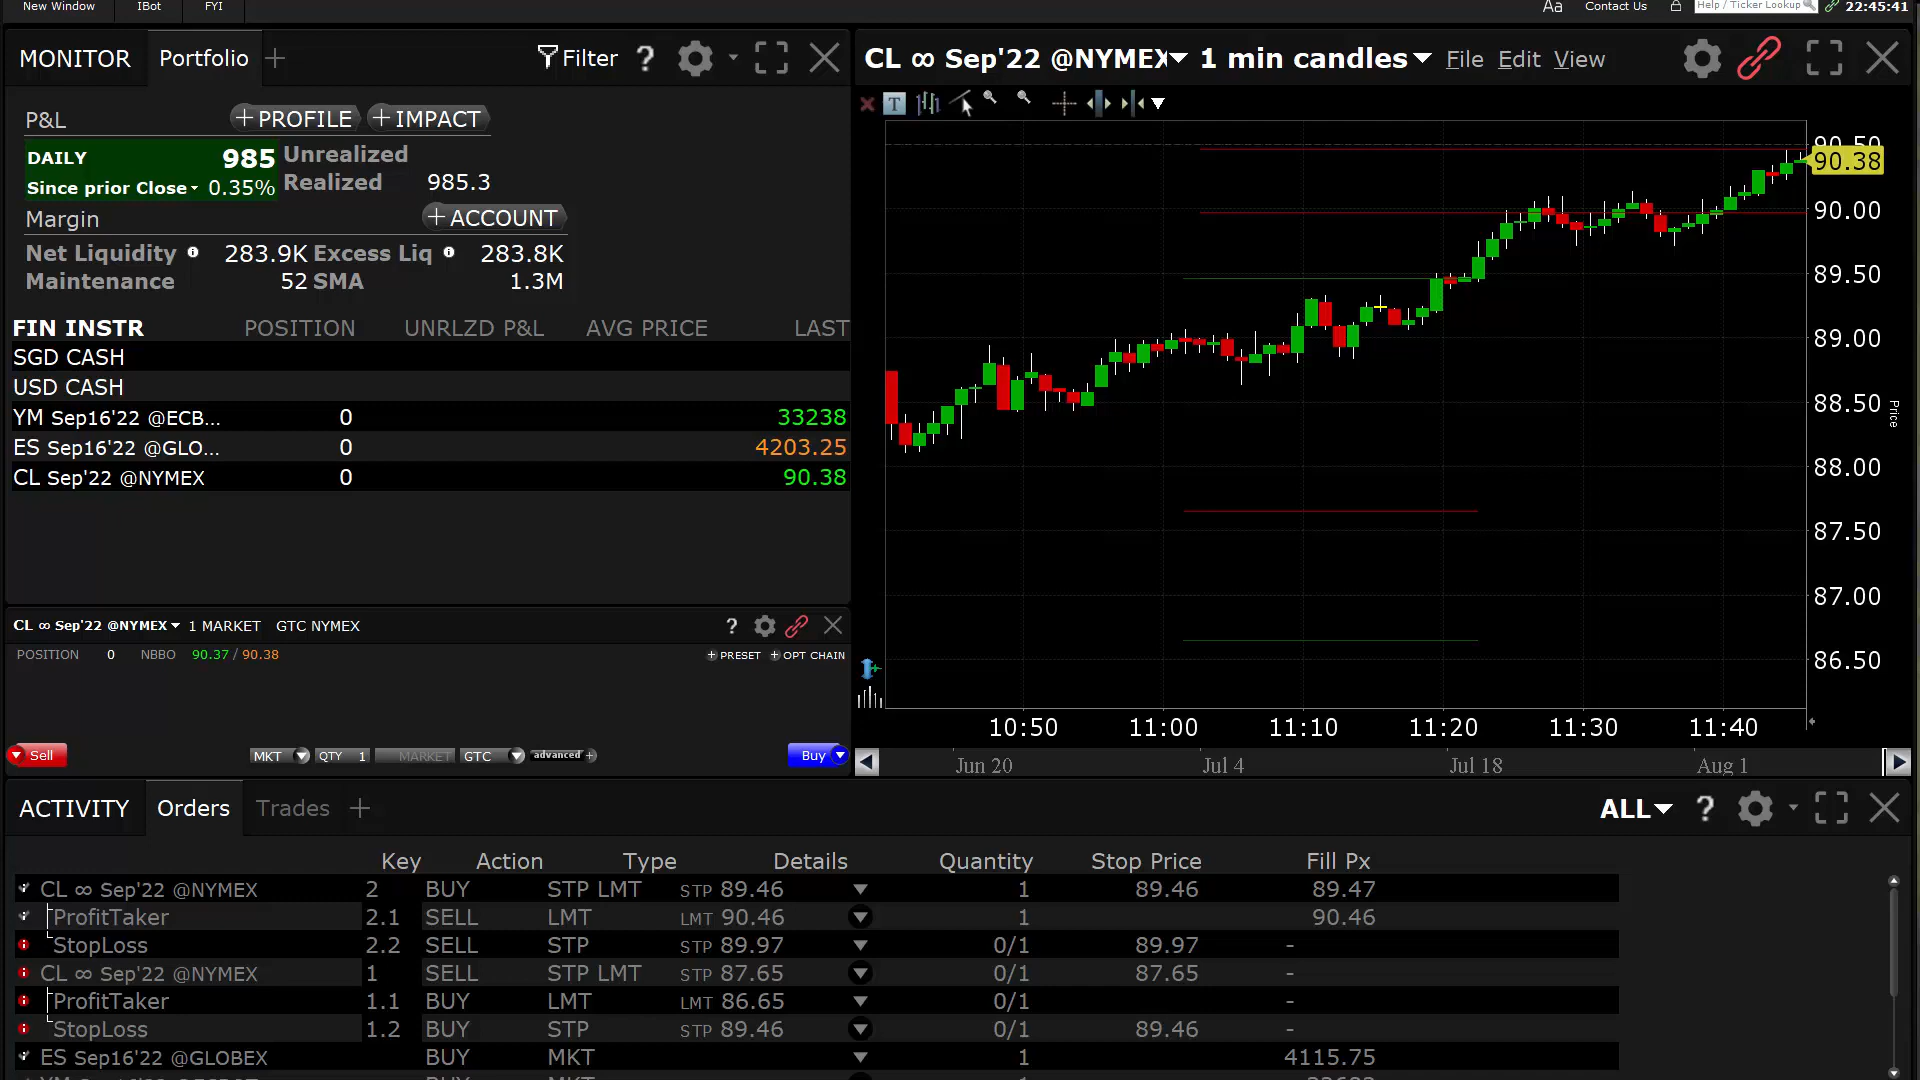 New Window IBot FYI Aa Contact Us Help / Ticker Lookup 22:45:41
MONITOR Portfolio + Filter ?
P&L + PROFILE + IMPACT
DAILY 985 Unrealized
Since prior Close 0.35% Realized 985.3
Margin + ACCOUNT
Net Liquidity 283.9K Excess Liq 283.8K
Maintenance 52 SMA 1.3M
FIN INSTR POSITION UNRLZD P&L AVG PRICE LAST
SGD CASH
USD CASH
YM Sep16'22 @ECB... 0 33238
ES Sep16'22 @GLO... 0 4203.25
CL Sep'22 @NYMEX 0 90.38
CL ∞ Sep'22 @NYMEX 1 MARKET GTC NYMEX ?
POSITION 0 NBBO 90.37 / 90.38 + PRESET + OPT CHAIN
Sell MKT QTY 1 MARKET GTC advanced + Buy
CL ∞ Sep'22 @NYMEX 1 min candles File Edit View
T
90.50
90.38
90.00
89.50
89.00
88.50
88.00
87.50
87.00
86.50
Price
10:50 11:00 11:10 11:20 11:30 11:40
Jun 20 Jul 4 Jul 18 Aug 1
ACTIVITY Orders Trades + ALL ?
Key Action Type Details Quantity Stop Price Fill Px
CL ∞ Sep'22 @NYMEX 2 BUY STP LMT STP 89.46 1 89.46 89.47
ProfitTaker 2.1 SELL LMT LMT 90.46 1 90.46
StopLoss 2.2 SELL STP STP 89.97 0/1 89.97 -
CL ∞ Sep'22 @NYMEX 1 SELL STP LMT STP 87.65 0/1 87.65 -
ProfitTaker 1.1 BUY LMT LMT 86.65 0/1 -
StopLoss 1.2 BUY STP STP 89.46 0/1 89.46 -
ES Sep16'22 @GLOBEX BUY MKT 1 4115.75